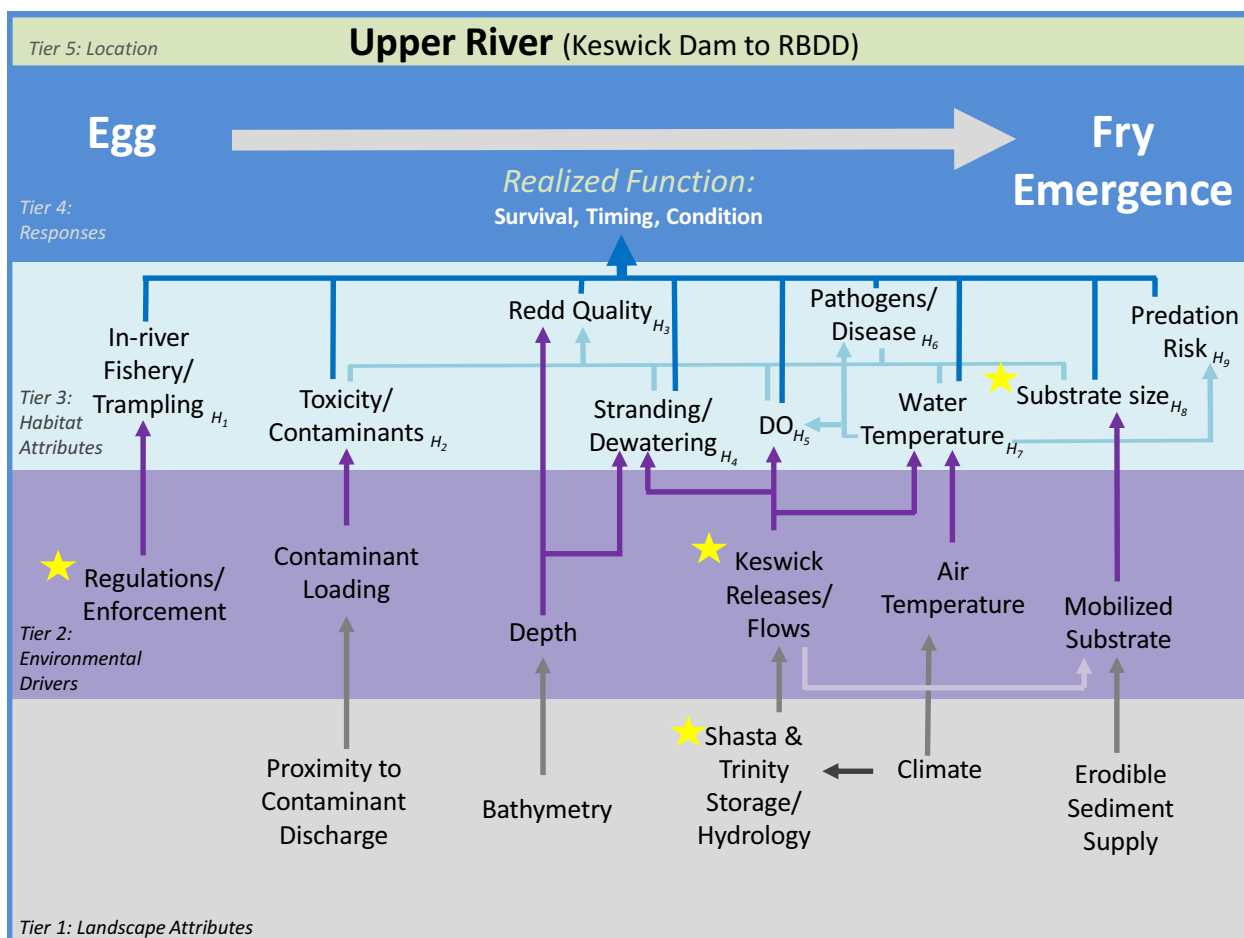 Tier 5: Location
Upper River (Keswick Dam to RBDD)
Egg
Fry
Emergence
Realized Function:
Survival, Timing, Condition
Tier 4:
Responses
In-river
Fishery/
Trampling H1
Toxicity/
Contaminants H2
Redd Quality H3
Stranding/
Dewatering H4
DO H5
Pathogens/
Disease H6
Water
Temperature H7
Substrate size H8
Predation
Risk H9
Tier 3:
Habitat
Attributes
Regulations/
Enforcement
Contaminant
Loading
Depth
Keswick
Releases/
Flows
Air
Temperature
Mobilized
Substrate
Tier 2:
Environmental
Drivers
Proximity to
Contaminant
Discharge
Bathymetry
Shasta &
Trinity
Storage/
Hydrology
Climate
Erodible
Sediment
Supply
Tier 1: Landscape Attributes